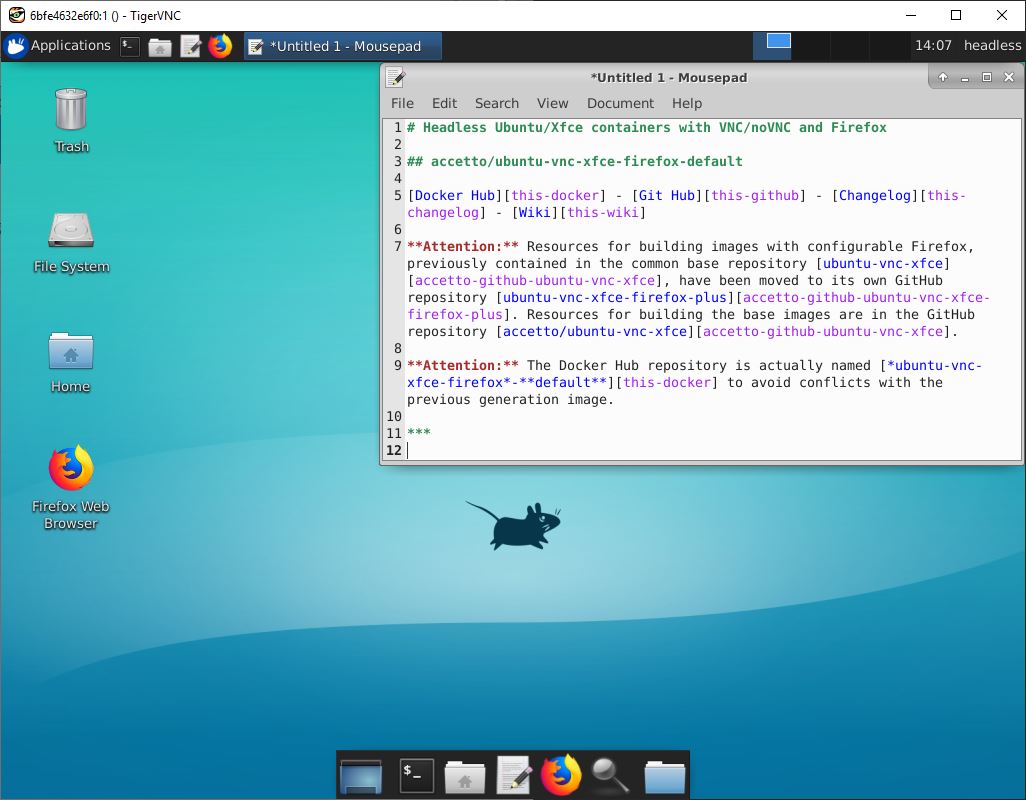 6bfe4632e6f0:1 () - TigerVNC
Applications
*Untitled 1 - Mousepad
14:07
headless
Trash
File System
Home
Firefox Web
Browser
*Untitled 1 - Mousepad
File Edit Search View Document Help
1 # Headless Ubuntu/Xfce containers with VNC/noVNC and Firefox
2
3 ## accetto/ubuntu-vnc-xfce-firefox-default
4
5 [Docker Hub][this-docker] - [Git Hub][this-github] - [Changelog][this-
changelog] - [Wiki][this-wiki]
6
7 **Attention:** Resources for building images with configurable Firefox,
previously contained in the common base repository [ubuntu-vnc-xfce]
[accetto-github-ubuntu-vnc-xfce], have been moved to its own GitHub
repository [ubuntu-vnc-xfce-firefox-plus][accetto-github-ubuntu-vnc-xfce-
firefox-plus]. Resources for building the base images are in the GitHub
repository [accetto/ubuntu-vnc-xfce][accetto-github-ubuntu-vnc-xfce].
8
9 **Attention:** The Docker Hub repository is actually named [*ubuntu-vnc-
xfce-firefox*-**default**][this-docker] to avoid conflicts with the
previous generation image.
10
11 ***
12
$_